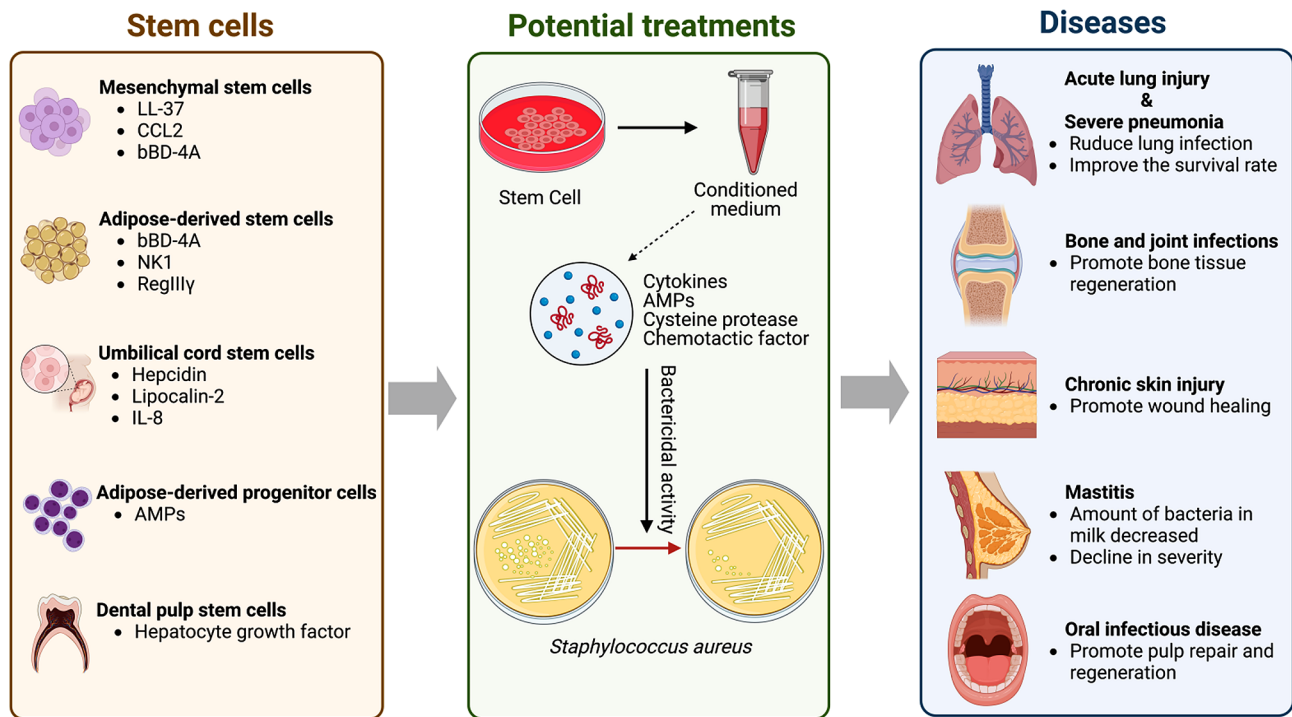 Stem cells
Mesenchymal stem cells
• LL-37
• CCL2
• bBD-4A
Adipose-derived stem cells
• bBD-4A
• NK1
• RegIIIγ
Umbilical cord stem cells
• Hepcidin
• Lipocalin-2
• IL-8
Adipose-derived progenitor cells
• AMPs
Dental pulp stem cells
• Hepatocyte growth factor
Potential treatments
Stem Cell
Conditioned
medium
Cytokines
AMPs
Cysteine protease
Chemotactic factor
Bactericidal activity
Staphylococcus aureus
Diseases
Acute lung injury
&
Severe pneumonia
• Ruduce lung infection
• Improve the survival rate
Bone and joint infections
• Promote bone tissue
regeneration
Chronic skin injury
• Promote wound healing
Mastitis
• Amount of bacteria in
milk decreased
• Decline in severity
Oral infectious disease
• Promote pulp repair and
regeneration